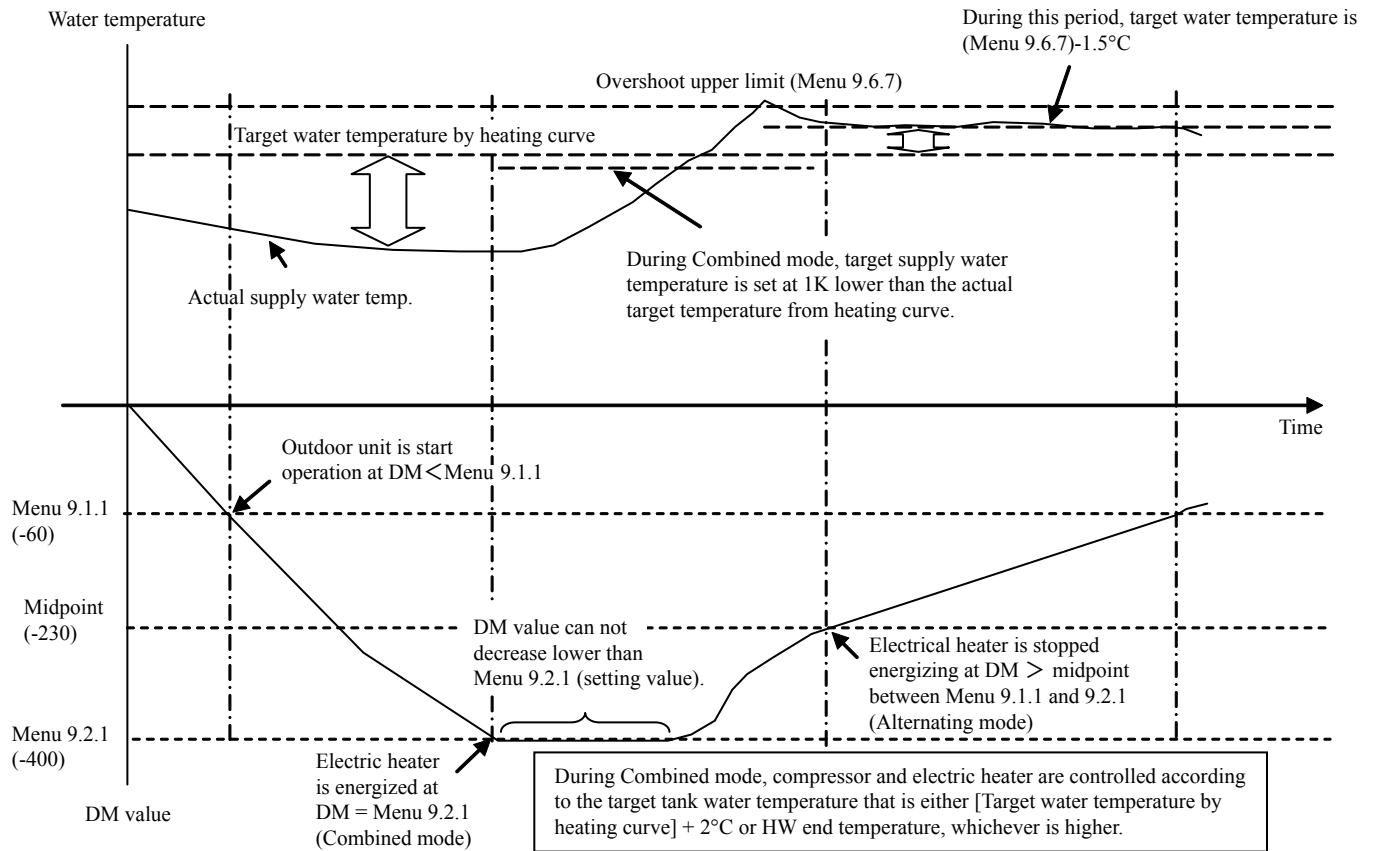 Water temperature
During this period, target water temperature is
(Menu 9.6.7)-1.5°C
Overshoot upper limit (Menu 9.6.7)
Target water temperature by heating curve
During Combined mode, target supply water
temperature is set at 1K lower than the actual
target temperature from heating curve.
Actual supply water temp.
Time
Outdoor unit is start
operation at DM＜Menu 9.1.1
Menu 9.1.1
(-60)
Midpoint
(-230)
DM value can not
decrease lower than
Menu 9.2.1 (setting value).
Electrical heater is stopped
energizing at DM ＞ midpoint
between Menu 9.1.1 and 9.2.1
(Alternating mode)
Menu 9.2.1
(-400)
Electric heater
is energized at
DM = Menu 9.2.1
(Combined mode)
During Combined mode, compressor and electric heater are controlled according
to the target tank water temperature that is either [Target water temperature by
heating curve] + 2°C or HW end temperature, whichever is higher.
DM value